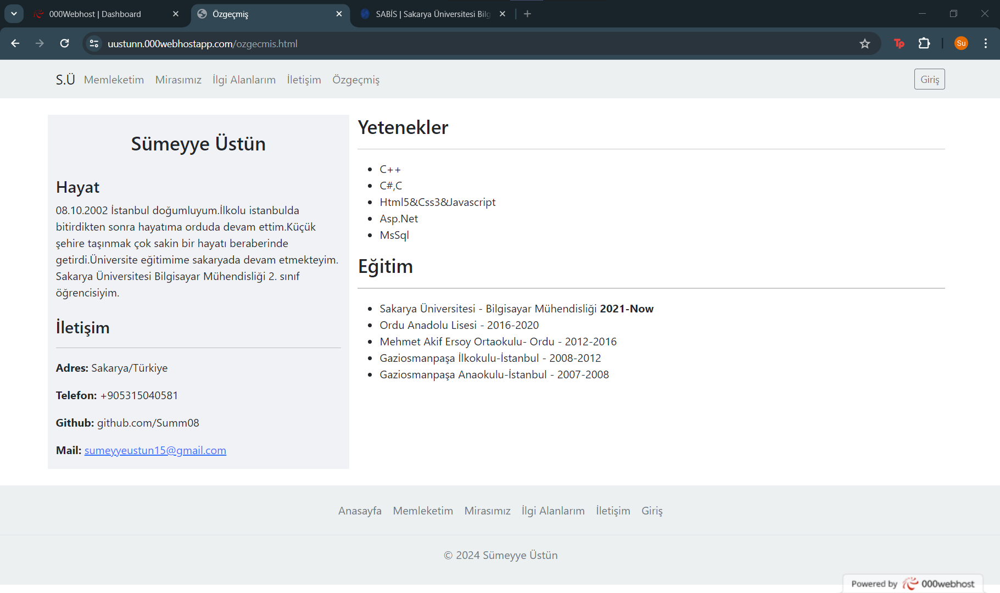 000Webhost | Dashboard
Özgeçmiş
SABİS | Sakarya Üniversitesi Bilg
uustunn.000webhostapp.com/ozgecmis.html
Tp
Su
S.Ü Memleketim Mirasımız İlgi Alanlarım İletişim Özgeçmiş
Giriş
Sümeyye Üstün
Hayat
08.10.2002 İstanbul doğumluyum.İlkolu istanbulda
bitirdikten sonra hayatıma orduda devam ettim.Küçük
şehire taşınmak çok sakin bir hayatı beraberinde
getirdi.Üniversite eğitimime sakaryada devam etmekteyim.
Sakarya Üniversitesi Bilgisayar Mühendisliği 2. sınıf
öğrencisiyim.
İletişim
Adres: Sakarya/Türkiye
Telefon: +905315040581
Github: github.com/Summ08
Mail: sumeyyeustun15@gmail.com
Yetenekler
C++
C#,C
Html5&Css3&Javascript
Asp.Net
MsSql
Eğitim
Sakarya Üniversitesi - Bilgisayar Mühendisliği 2021-Now
Ordu Anadolu Lisesi - 2016-2020
Mehmet Akif Ersoy Ortaokulu- Ordu - 2012-2016
Gaziosmanpaşa İlkokulu-İstanbul - 2008-2012
Gaziosmanpaşa Anaokulu-İstanbul - 2007-2008
Anasayfa Memleketim Mirasımız İlgi Alanlarım İletişim Giriş
© 2024 Sümeyye Üstün
Powered by 000webhost